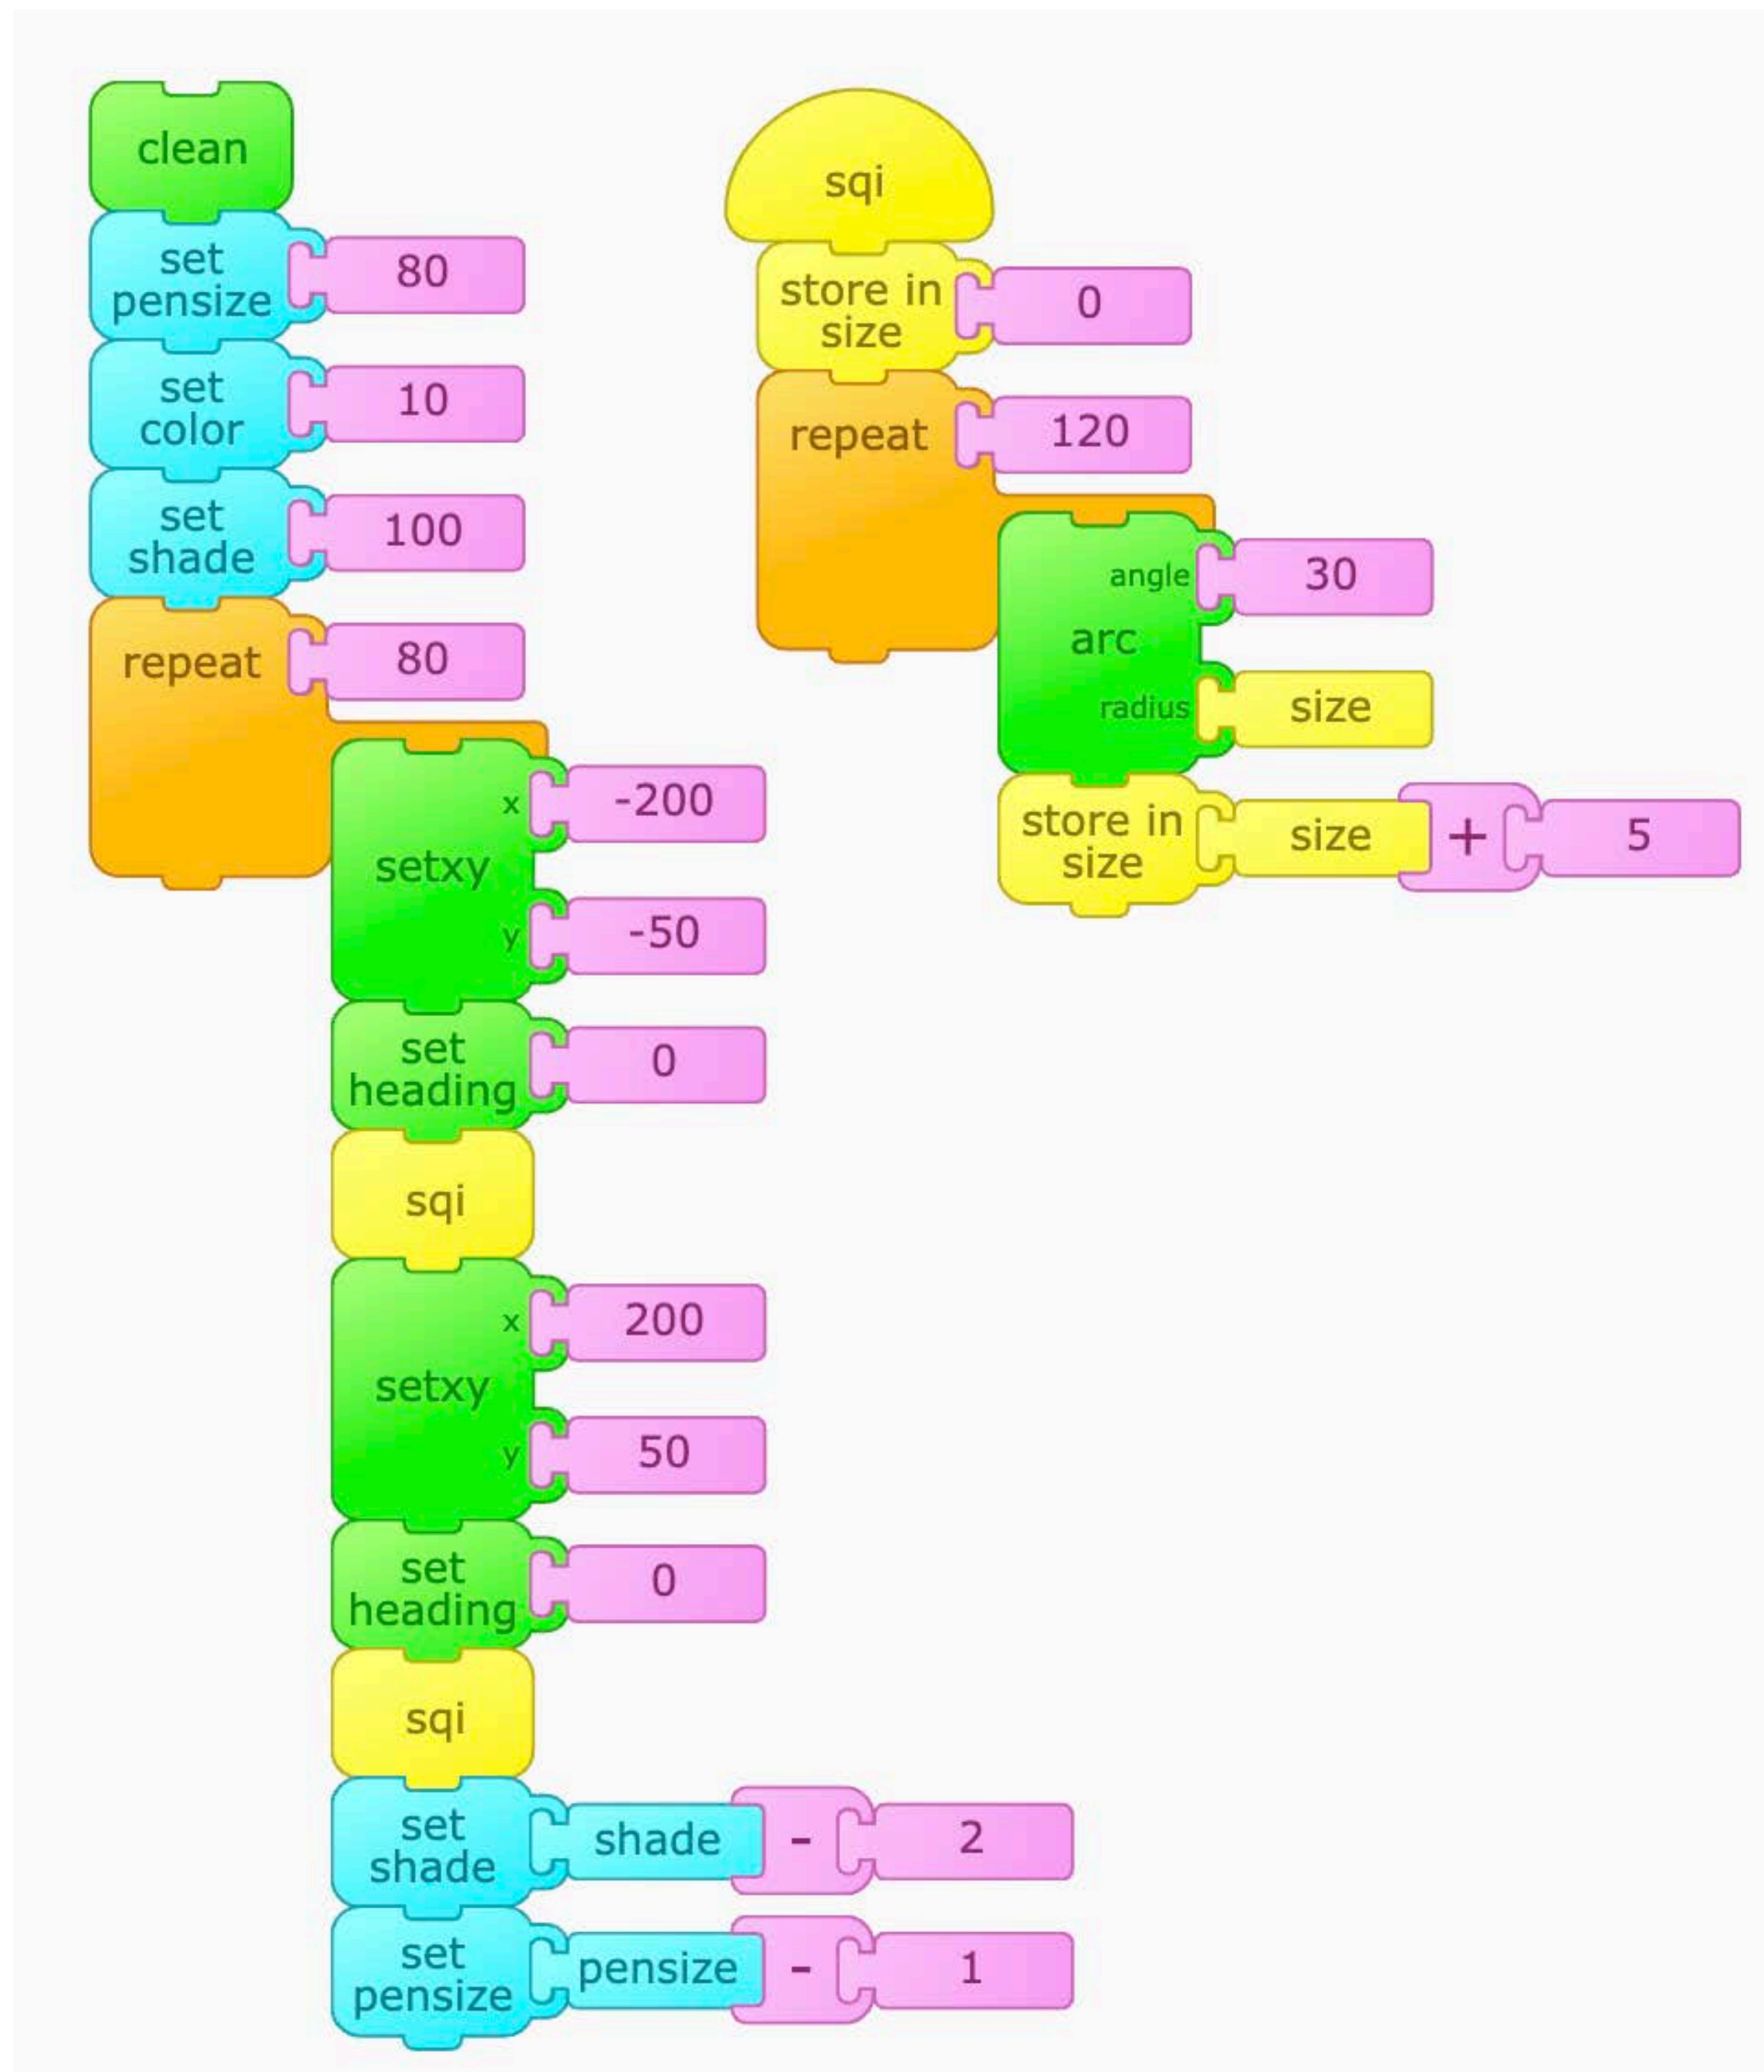 clean
set
pensize
80
set
color
10
set
shade
100
repeat
80
x
-200
setxy
y
-50
set
heading
0
sqi
x
200
setxy
y
50
set
heading
0
sqi
set
shade
shade
-
2
set
pensize
pensize
-
1
sqi
store in
size
0
repeat
120
angle
30
arc
radius
size
store in
size
size
+
5